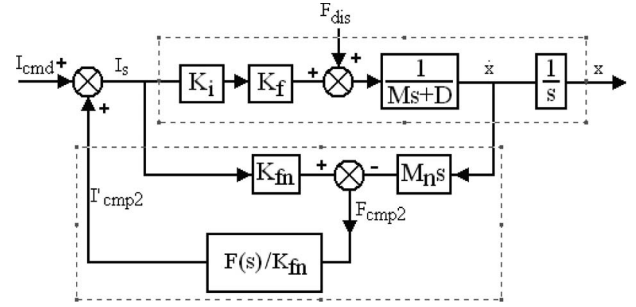 F_dis
I_cmd + I_s + + ẋ x
K_i K_f 1/(Ms+D) 1/s
+
K_fn + - M_n s
I'_cmp2 F_cmp2
F(s)/K_fn